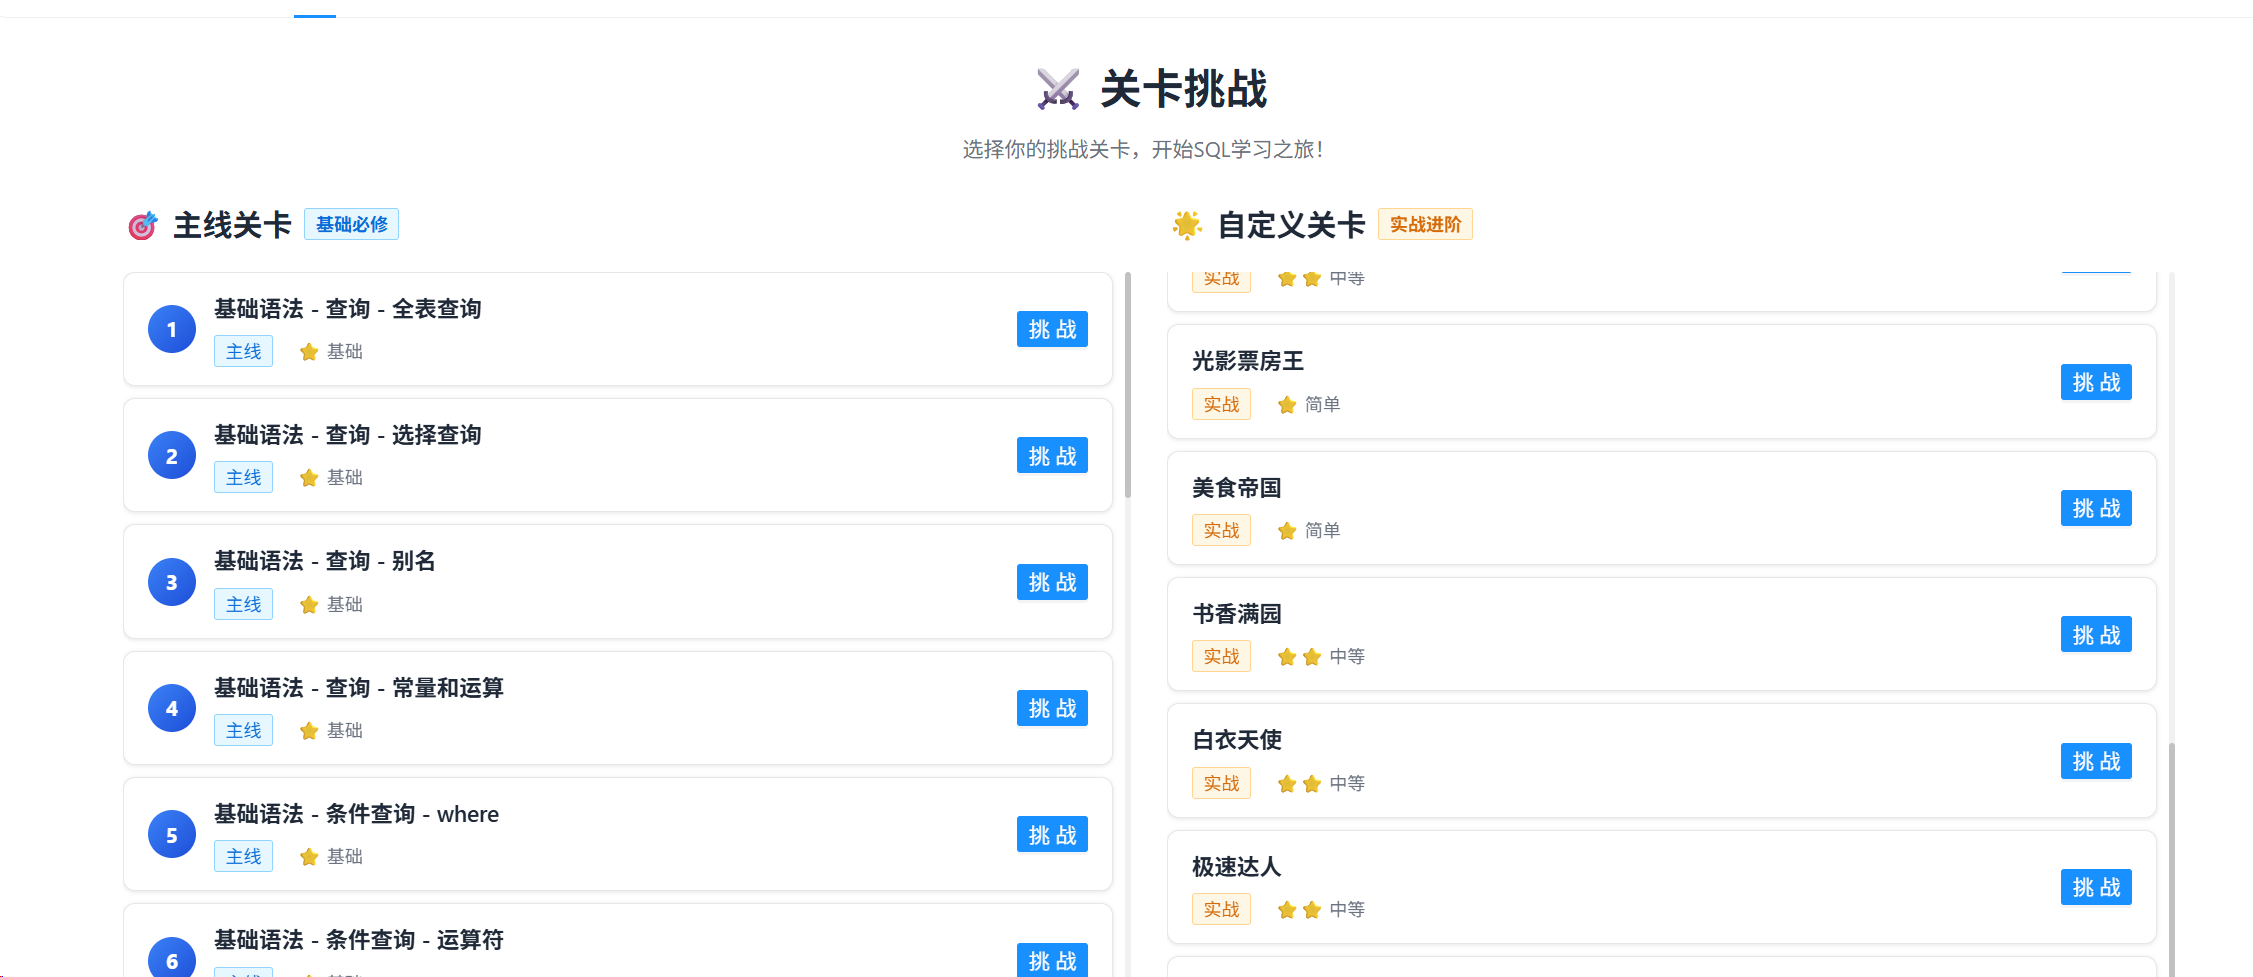 关卡挑战
选择你的挑战关卡，开始SQL学习之旅！
主线关卡 基础必修
1
基础语法 - 查询 - 全表查询
主线 基础
挑 战
2
基础语法 - 查询 - 选择查询
主线 基础
挑 战
3
基础语法 - 查询 - 别名
主线 基础
挑 战
4
基础语法 - 查询 - 常量和运算
主线 基础
挑 战
5
基础语法 - 条件查询 - where
主线 基础
挑 战
6
基础语法 - 条件查询 - 运算符
挑 战
自定义关卡 实战进阶
实战 中等
光影票房王
实战 简单
挑 战
美食帝国
实战 简单
挑 战
书香满园
实战 中等
挑 战
白衣天使
实战 中等
挑 战
极速达人
实战 中等
挑 战